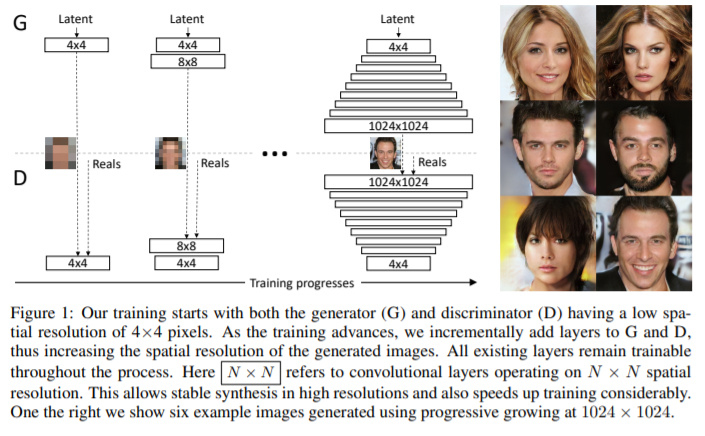 G
Latent
Latent
Latent
4x4
4x4
4x4
8x8
1024x1024
Reals
Reals
Reals
D
1024x1024
8x8
4x4
4x4
4x4
Training progresses
Figure 1: Our training starts with both the generator (G) and discriminator (D) having a low spa-
tial resolution of 4×4 pixels. As the training advances, we incrementally add layers to G and D,
thus increasing the spatial resolution of the generated images. All existing layers remain trainable
throughout the process. Here N × N refers to convolutional layers operating on N × N spatial
resolution. This allows stable synthesis in high resolutions and also speeds up training considerably.
One the right we show six example images generated using progressive growing at 1024 × 1024.